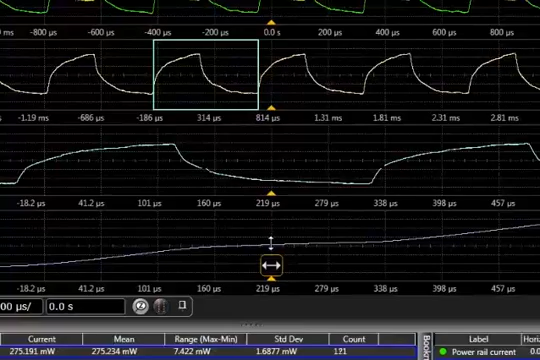 -800 µs -600 µs -400 µs -200 µs 0.0 s 200 µs 400 µs 600 µs 800 µs
-1.19 ms -686 µs -186 µs 314 µs 814 µs 1.31 ms 1.81 ms 2.31 ms 2.81 ms
-18.2 µs 41.2 µs 101 µs 160 µs 219 µs 279 µs 338 µs 398 µs 457 µs
-18.2 µs 41.2 µs 101 µs 160 µs 219 µs 279 µs 338 µs 398 µs 457 µs
00 µs/ 0.0 s
Current Mean Range (Max-Min) Std Dev Count Label
275.191 mW 275.234 mW 7.422 mW 1.6877 mW Power rail current 0.0